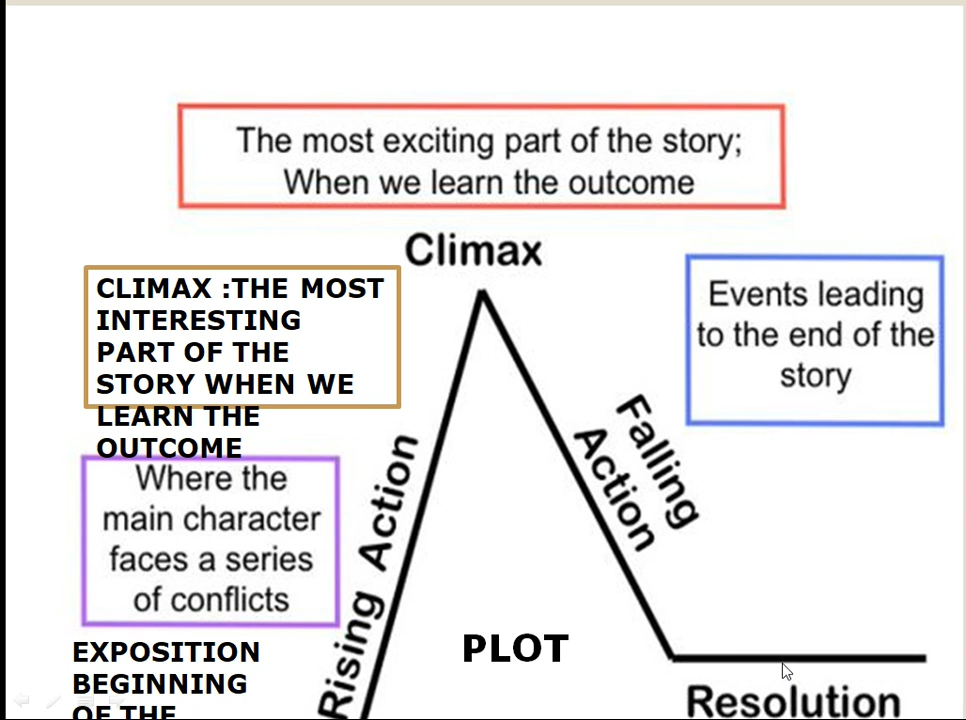 The most exciting part of the story;
When we learn the outcome
Climax
CLIMAX :THE MOST
INTERESTING
PART OF THE
STORY WHEN WE
LEARN THE
OUTCOME
Events leading
to the end of the
story
Falling
Action
Where the
main character
faces a series
of conflicts
Rising Action
PLOT
EXPOSITION
BEGINNING
OF THE
Resolution